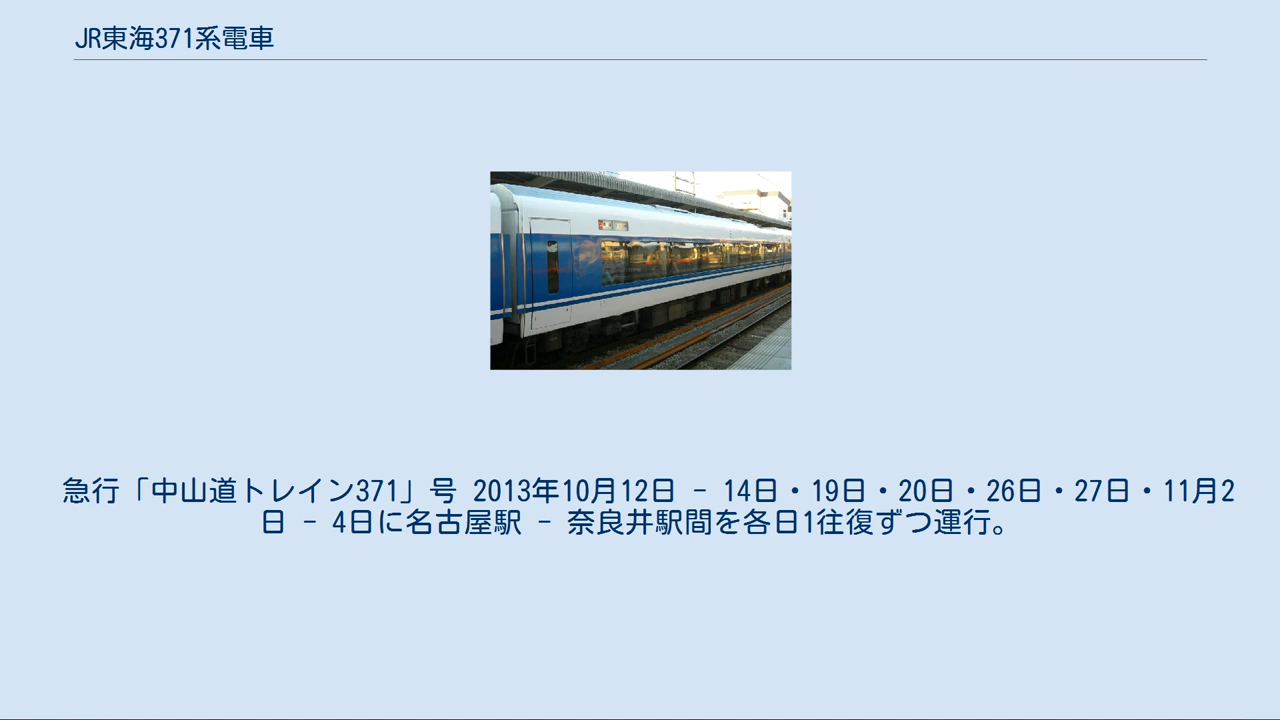 JR東海371系電車
急行「中山道トレイン371」号 2013年10月12日 - 14日・19日・20日・26日・27日・11月2
日 - 4日に名古屋駅 - 奈良井駅間を各日1往復ずつ運行。